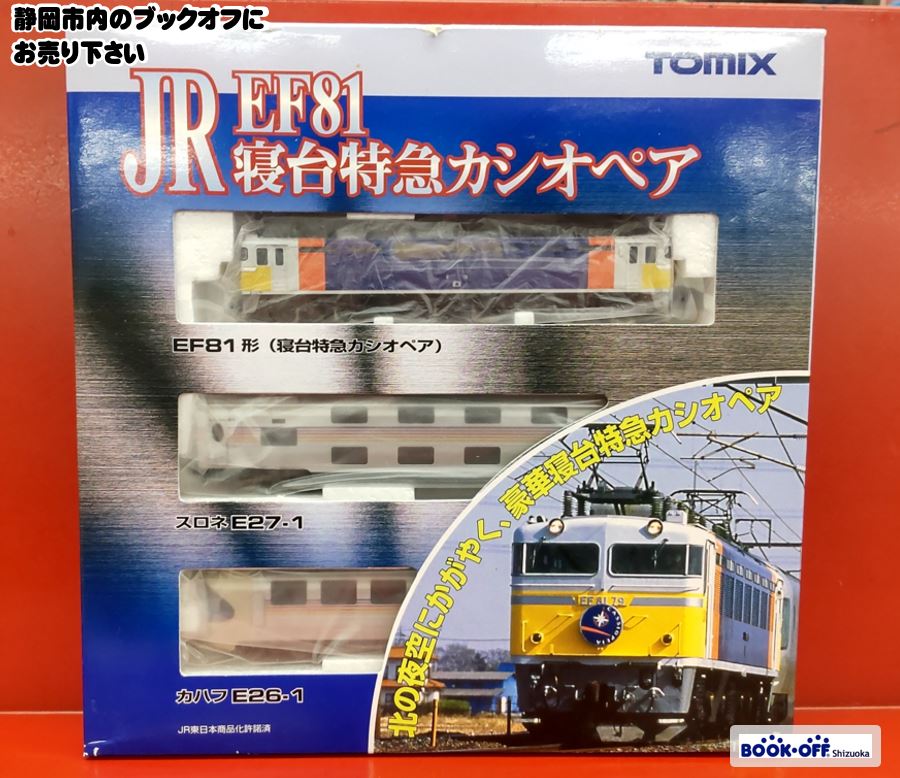 静岡市内のブックオフに
お売り下さい
TOMIX
JR
EF81
寝台特急カシオペア
EF81形（寝台特急カシオペア）
スロネE27-1
カハフE26-1
JR東日本商品化許諾済
北の夜空にかがやく、豪華寝台特急カシオペア
EF81 79
BOOK·OFF Shizuoka